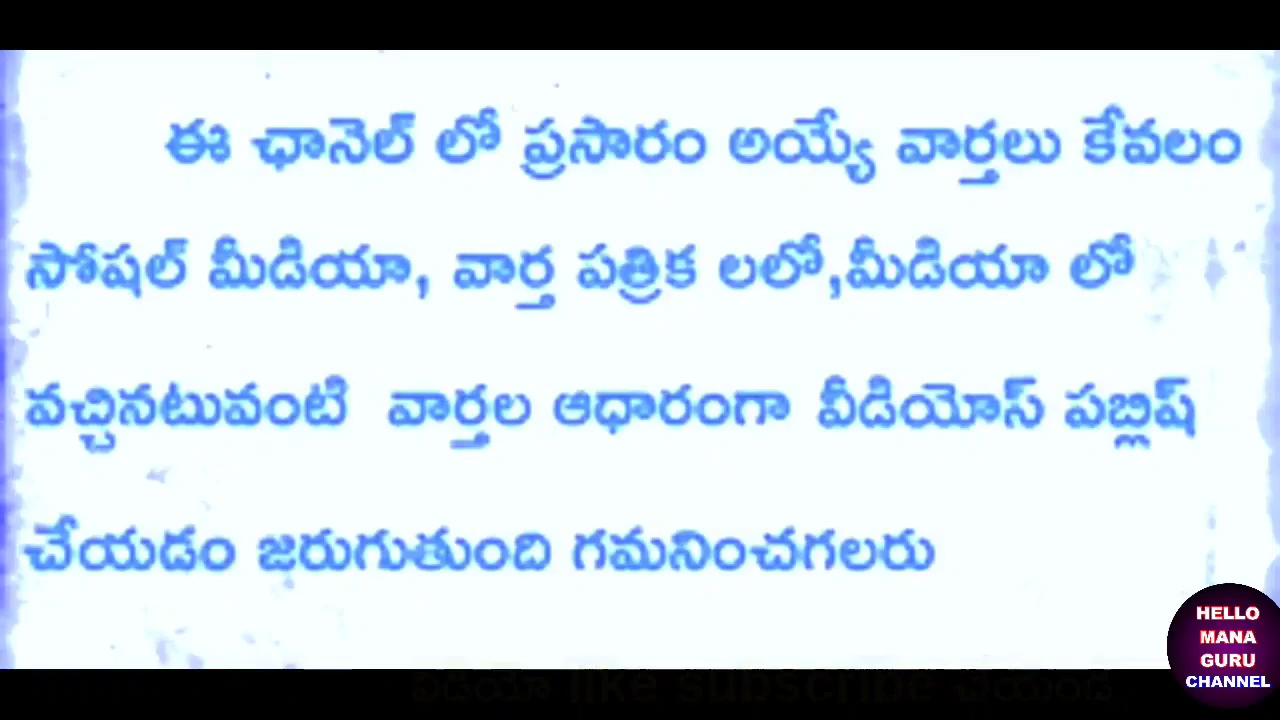 ఈ ఛానెల్ లో ప్రసారం అయ్యే వార్తలు కేవలం
సోషల్ మీడియా, వార్త పత్రిక లలో,మీడియా లో
వచ్చినటువంటి వార్తల ఆధారంగా వీడియోస్ పబ్లిష్
చేయడం జరుగుతుంది గమనించగలరు
HELLO
MANA
GURU
CHANNEL
వీడియో like subscribe చేయండి